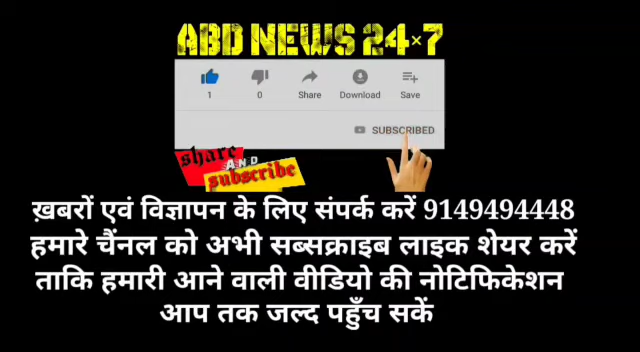 ABD NEWS 24×7
1
0
Share
Download
Save
SUBSCRIBED
share
AND
subscribe
ख़बरों एवं विज्ञापन के लिए संपर्क करें 9149494448
हमारे चैंनल को अभी सब्सक्राइब लाइक शेयर करें
ताकि हमारी आने वाली वीडियो की नोटिफिकेशन
आप तक जल्द पहुँच सकें